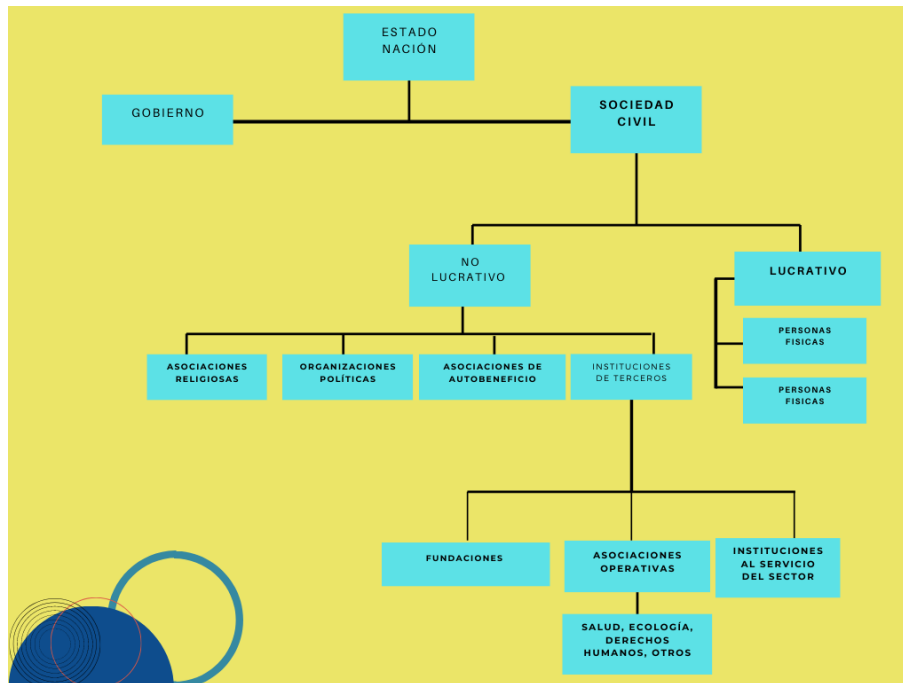 ESTADO
NACIÓN
GOBIERNO
SOCIEDAD
CIVIL
NO
LUCRATIVO
LUCRATIVO
PERSONAS
FISICAS
PERSONAS
FISICAS
ASOCIACIONES
RELIGIOSAS
ORGANIZACIONES
POLÍTICAS
ASOCIACIONES DE
AUTOBENEFICIO
INSTITUCIONES
DE TERCEROS
FUNDACIONES
ASOCIACIONES
OPERATIVAS
INSTITUCIONES
AL SERVICIO
DEL SECTOR
SALUD, ECOLOGÍA,
DERECHOS
HUMANOS, OTROS